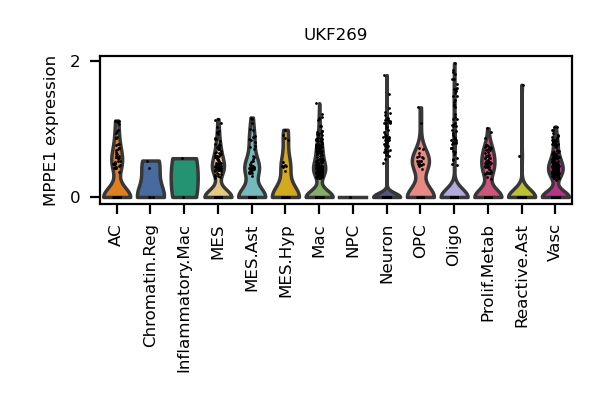 UKF269
MPPE1 expression
2
0
AC
Chromatin.Reg
Inflammatory.Mac
MES
MES.Ast
MES.Hyp
Mac
NPC
Neuron
OPC
Oligo
Prolif.Metab
Reactive.Ast
Vasc